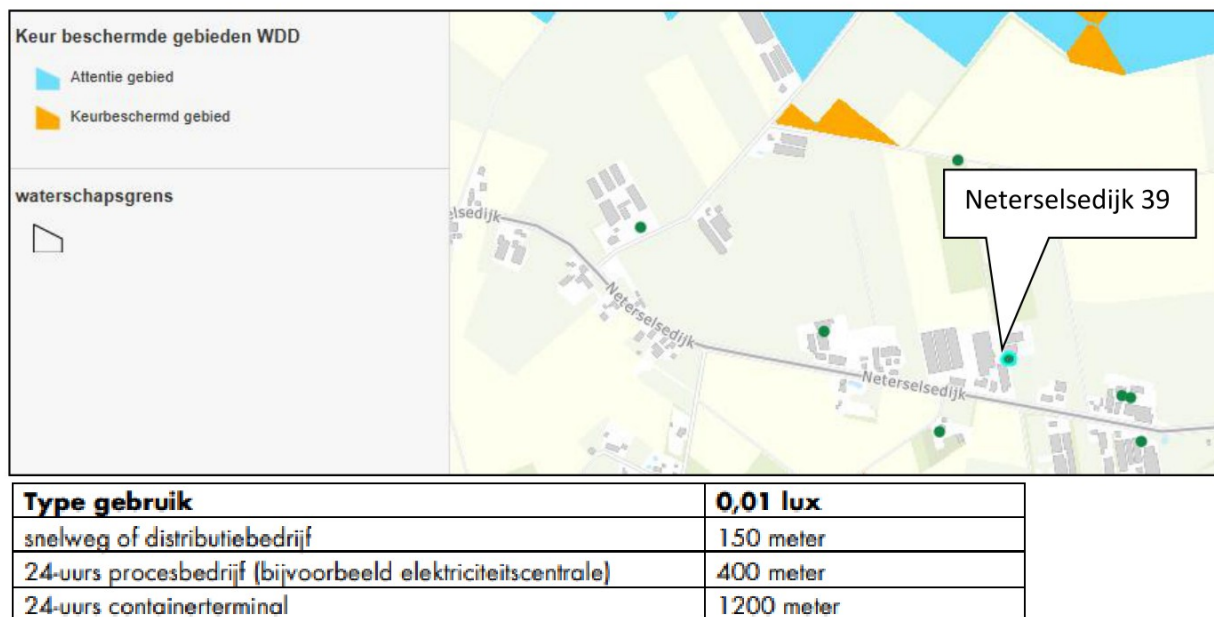 Keur beschermde gebieden WDD
Attentie gebied
Keurbeschermd gebied
waterschapsgrens
elsedijk
Neterselsedijk
Neterselsedijk
Neterselsedijk 39
Type gebruik 0,01 lux
snelweg of distributiebedrijf 150 meter
24-uurs procesbedrijf (bijvoorbeeld elektriciteitscentrale) 400 meter
24-uurs containerterminal 1200 meter